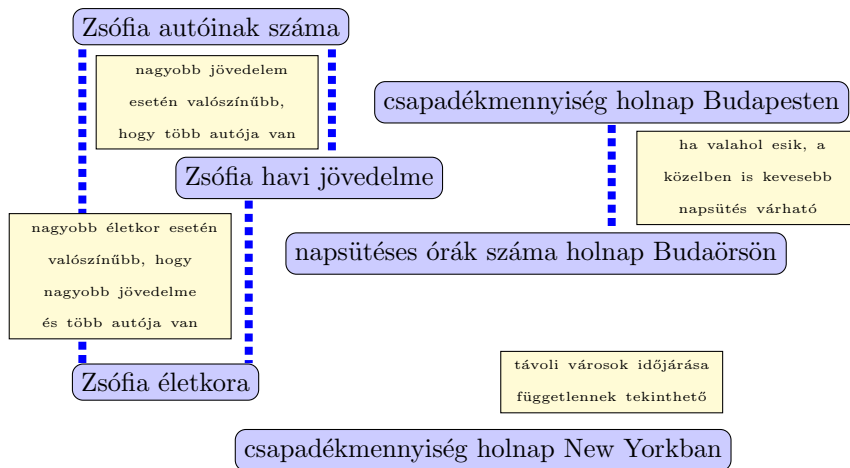 Zsófia autóinak száma
nagyobb jövedelem
esetén valószínűbb,
hogy több autója van
csapadékmennyiség holnap Budapesten
ha valahol esik, a
közelben is kevesebb
napsütés várható
Zsófia havi jövedelme
nagyobb életkor esetén
valószínűbb, hogy
nagyobb jövedelme
és több autója van
napsütéses órák száma holnap Budaörsön
Zsófia életkora
távoli városok időjárása
függetlennek tekinthető
csapadékmennyiség holnap New Yorkban